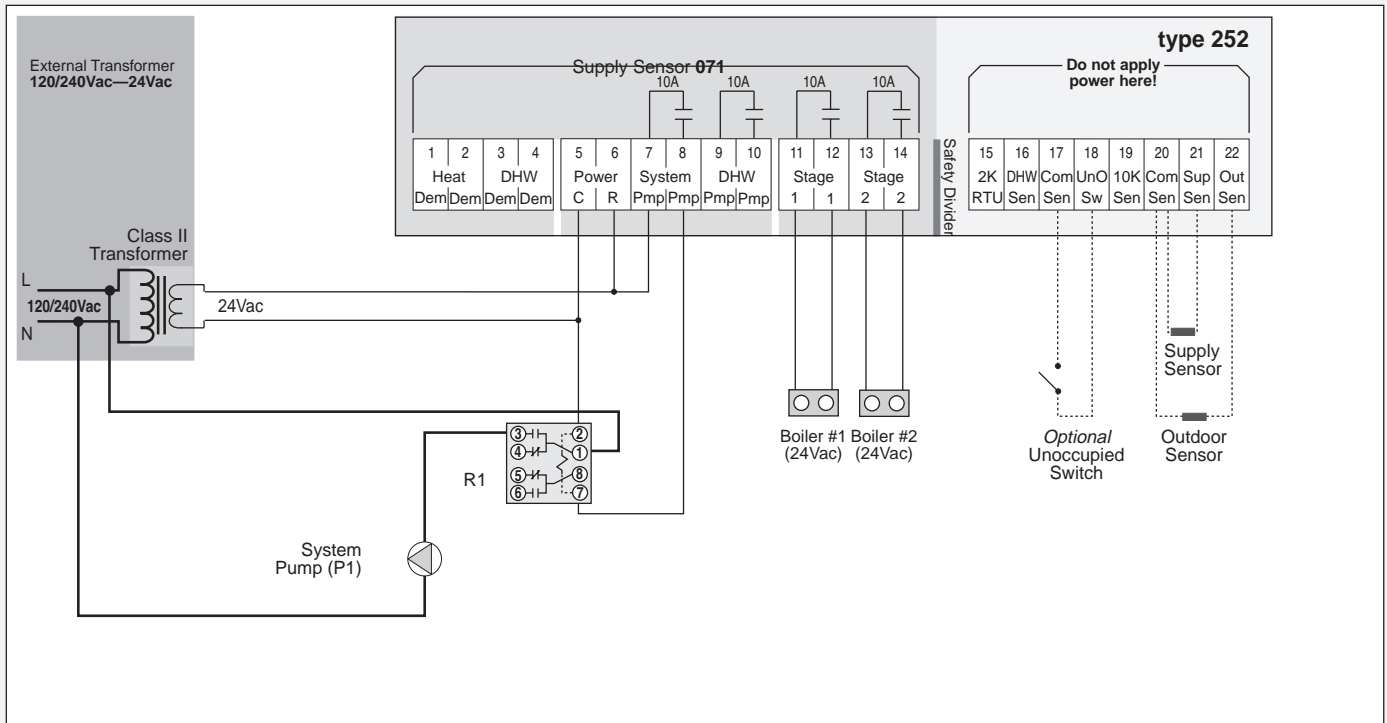 type 252
External Transformer
120/240Vac—24Vac
Supply Sensor 071
Do not apply
power here!
10A 10A 10A 10A
1 2 3 4 5 6 7 8 9 10 11 12 13 14 15 16 17 18 19 20 21 22
Heat DHW Power System DHW Stage Stage 2K DHW Com UnO 10K Com Sup Out
Dem Dem Dem Dem C R Pmp Pmp Pmp Pmp 1 1 2 2 RTU Sen Sen Sw Sen Sen Sen Sen
Safety Divider
Class II
Transformer
L
120/240Vac
N
24Vac
Supply
Sensor
Boiler #1
(24Vac)
Boiler #2
(24Vac)
Optional
Unoccupied
Switch
Outdoor
Sensor
R1
3 2
4 1
5 8
6 7
System
Pump (P1)